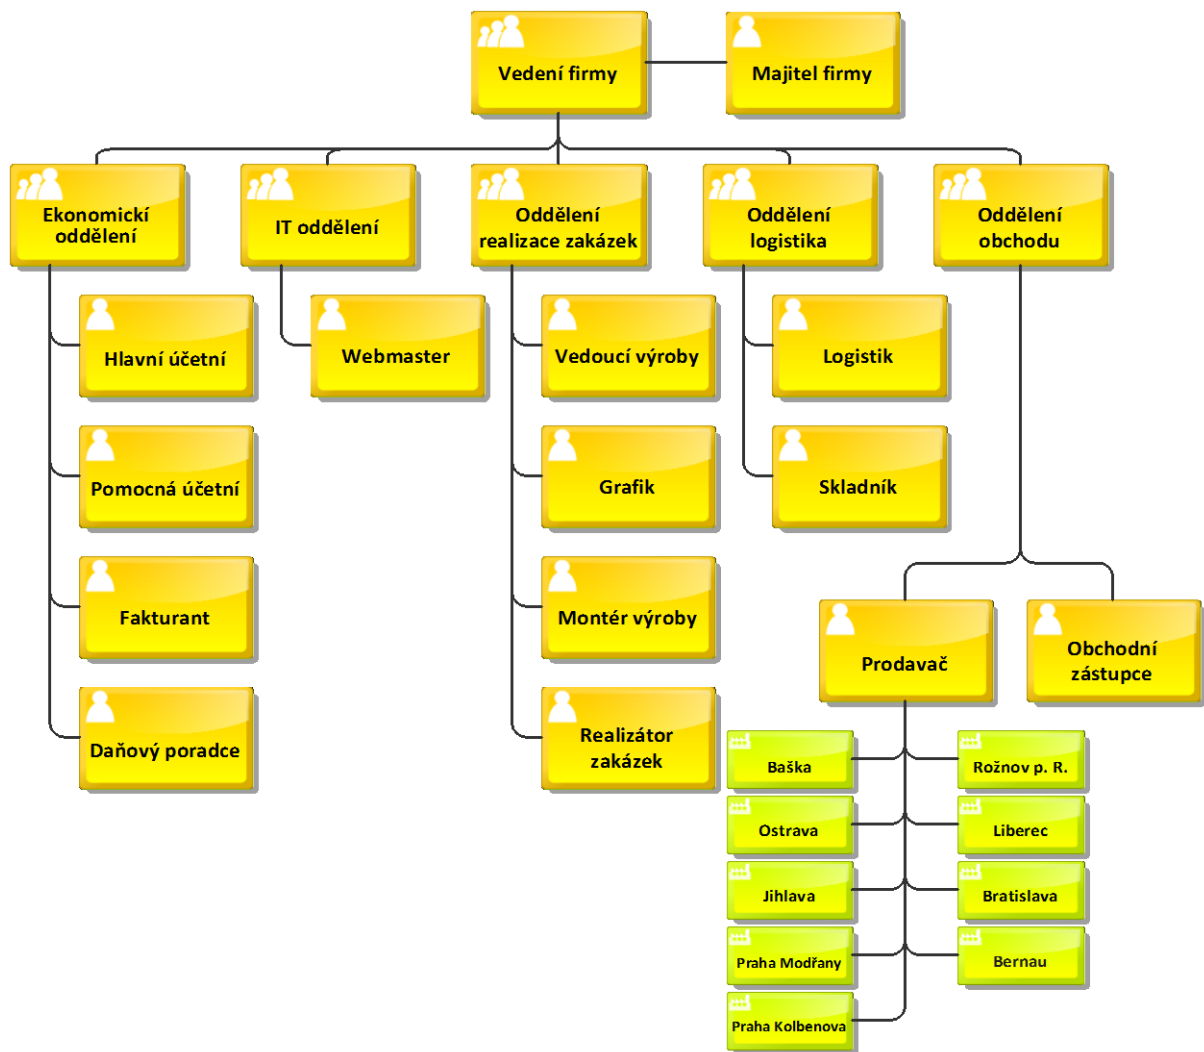 Vedení firmy
Majitel firmy
Ekonomickí
oddělení
IT oddělení
Oddělení
realizace zakázek
Oddělení
logistika
Oddělení
obchodu
Hlavní účetní
Webmaster
Vedoucí výroby
Logistik
Pomocná účetní
Grafik
Skladník
Fakturant
Montér výroby
Prodavač
Obchodní
zástupce
Daňový poradce
Realizátor
zakázek
Baška
Rožnov p. R.
Ostrava
Liberec
Jihlava
Bratislava
Praha Modřany
Bernau
Praha Kolbenova